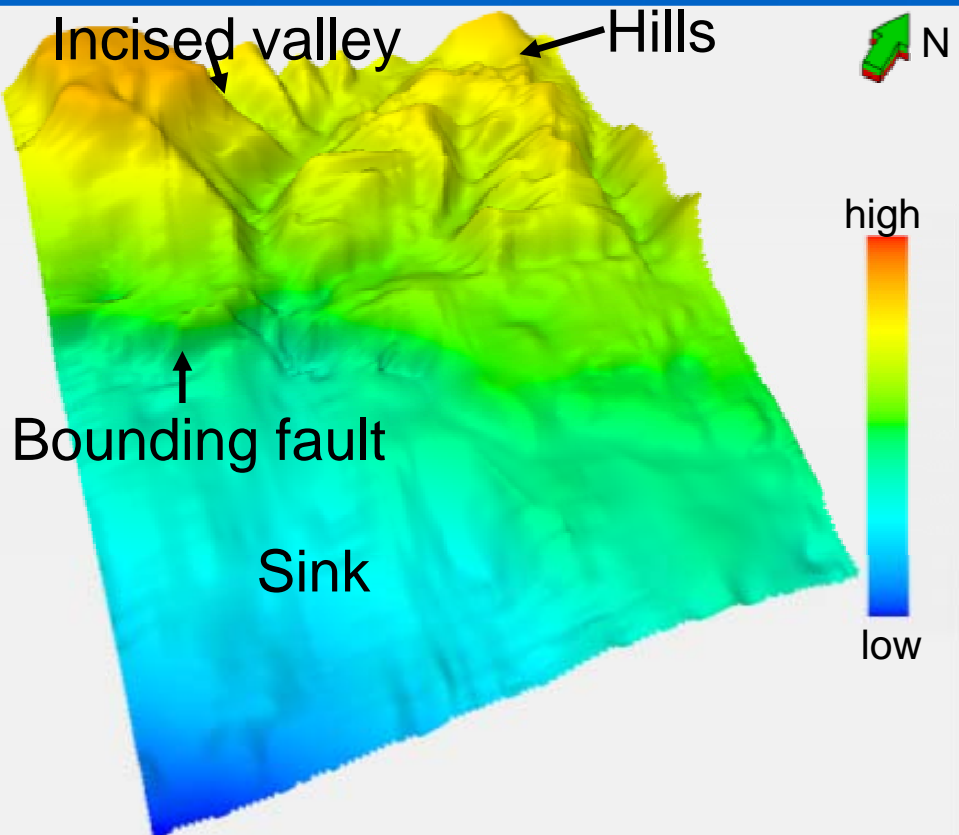 Incised valley
Hills
N
high
Bounding fault
Sink
low